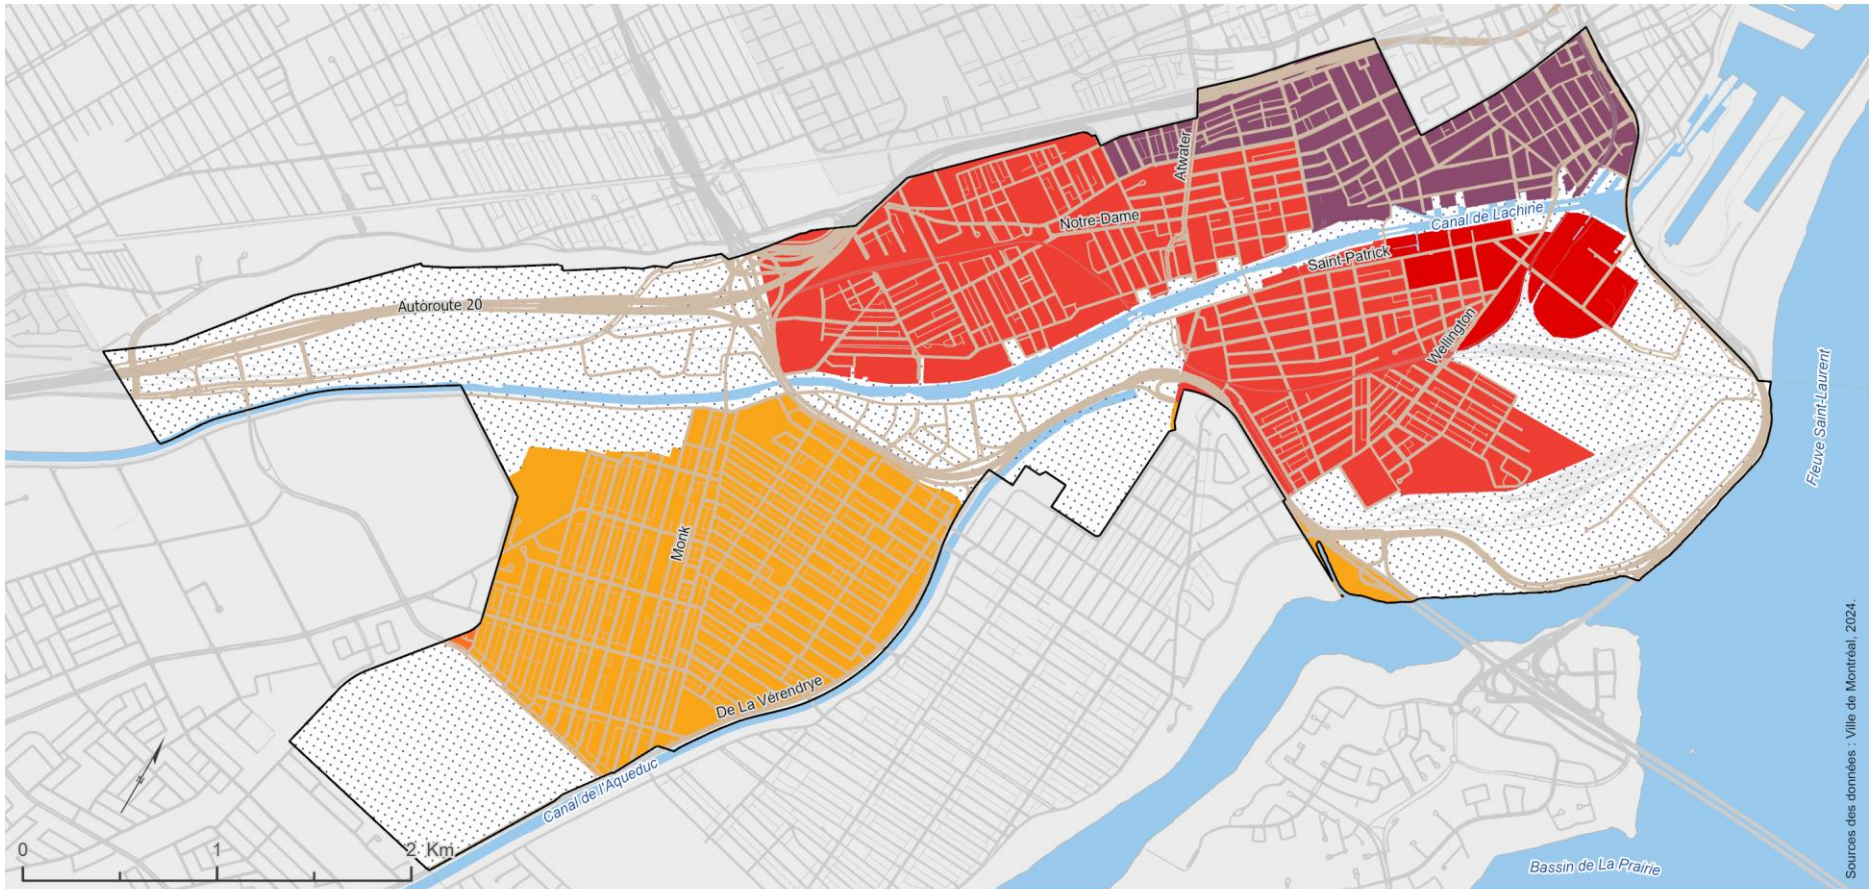 Atwater
Notre-Dame
Canal de Lachine
Saint-Patrick
Autoroute 20
Wellington
Fleuve Saint-Laurent
Monk
De La Vérendrye
Canal de l'Aqueduc
N
0 1 2 Km
Bassin de La Prairie
Sources des données : Ville de Montréal, 2024.